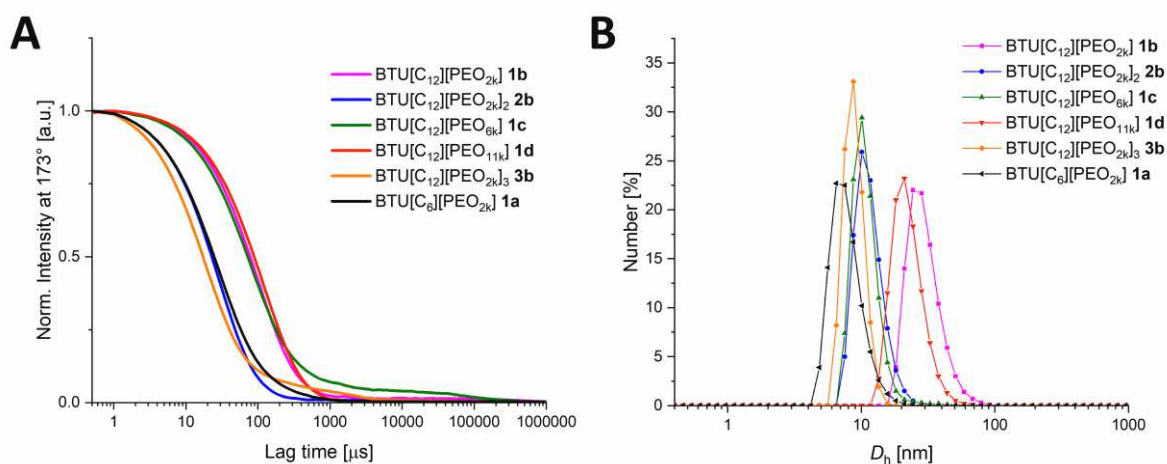 A
BTU[C₁₂][PEO₂ₖ] 1b
BTU[C₁₂][PEO₂ₖ]₂ 2b
BTU[C₁₂][PEO₆ₖ] 1c
BTU[C₁₂][PEO₁₁ₖ] 1d
BTU[C₁₂][PEO₂ₖ]₃ 3b
BTU[C₆][PEO₂ₖ] 1a
Norm. Intensity at 173° [a.u.]
1.0
0.5
0.0
1 10 100 1000 10000 100000 1000000
Lag time [μs]
B
BTU[C₁₂][PEO₂ₖ] 1b
BTU[C₁₂][PEO₂ₖ]₂ 2b
BTU[C₁₂][PEO₆ₖ] 1c
BTU[C₁₂][PEO₁₁ₖ] 1d
BTU[C₁₂][PEO₂ₖ]₃ 3b
BTU[C₆][PEO₂ₖ] 1a
Number [%]
35
30
25
20
15
10
5
0
1 10 100 1000
Dₕ [nm]